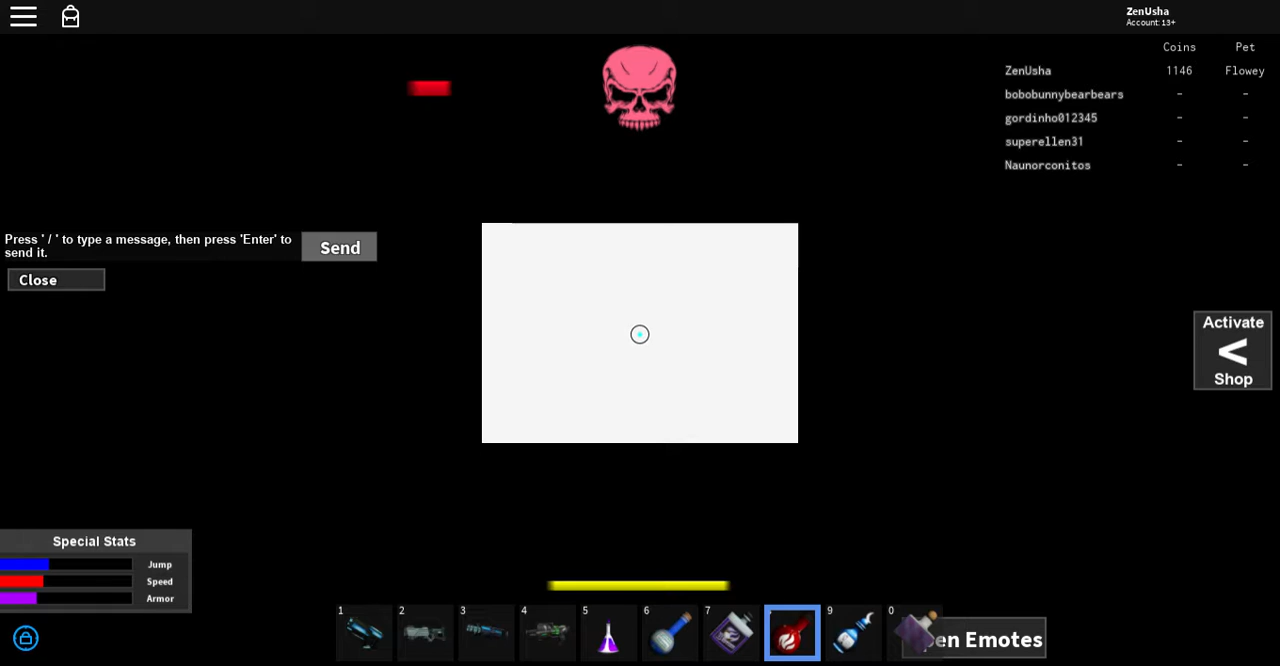 ZenUsha
Account: 13+
Coins Pet
ZenUsha 1146 Flowey
bobobunnybearbears - -
gordinho012345 - -
superellen31 - -
Naunorconitos - -
Press ' / ' to type a message, then press 'Enter' to
send it.
Send
Close
Activate
<
Shop
Special Stats
Jump
Speed
Armor
1 2 3 4 5 6 7 9 0
en Emotes